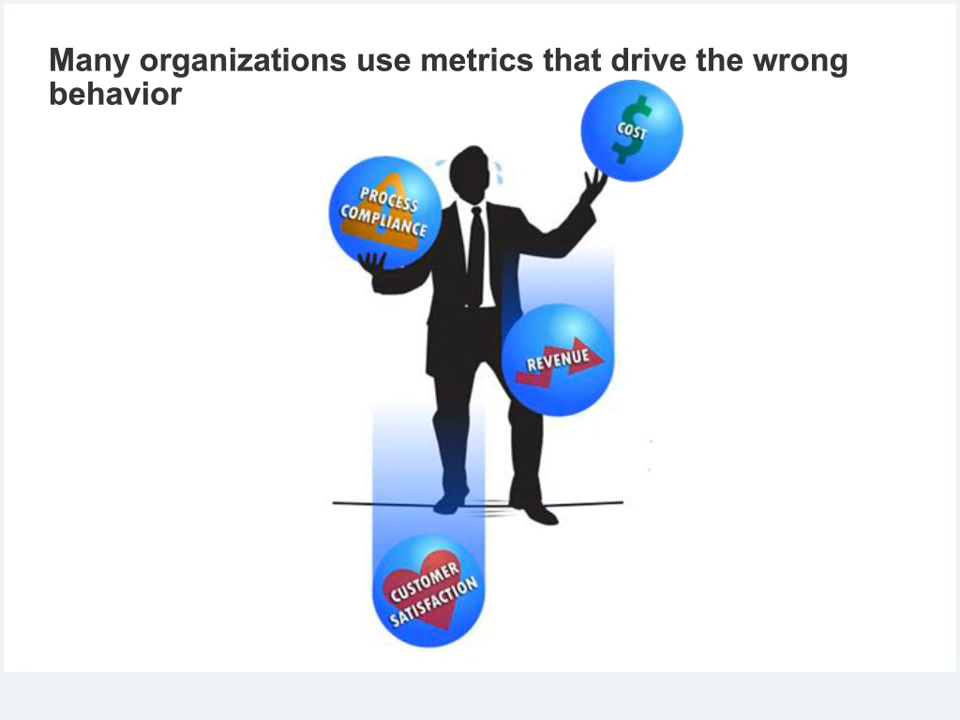 Many organizations use metrics that drive the wrong
behavior
$
COST
PROCESS
COMPLIANCE
REVENUE
CUSTOMER
SATISFACTION